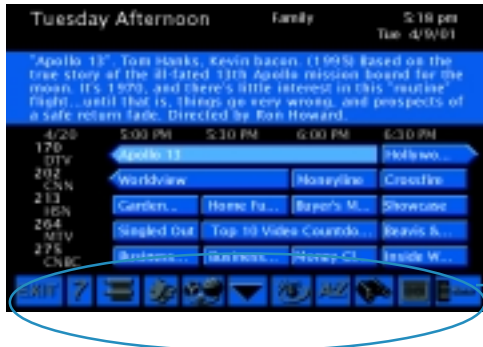 Tuesday Afternoon Family 5:18 pm
Tue 4/9/01
"Apollo 13", Tom Hanks, Kevin bacon. (1995) Based on the
true story of the ill-fated 13th Apollo mission bound for the
moon. It's 1970, and there's little interest in this "routine"
flight...until that is, things go very wrong, and prospects of
a safe return fade. Directed by Ron Howard.
4/20 5:00 PM 5:30 PM 6:00 PM 6:30 PM
170 DTV Apollo 13 Hollywo...
202 CNN Worldview Moneyline Crossfire
213 HSN Garden... Home Fu... Buyer's M... Showcase
264 MTV Singled Out Top 10 Video Countdo... Beavis &...
275 CNBC Business... Business... Money Cl... Inside W...
EXIT ? A-Z